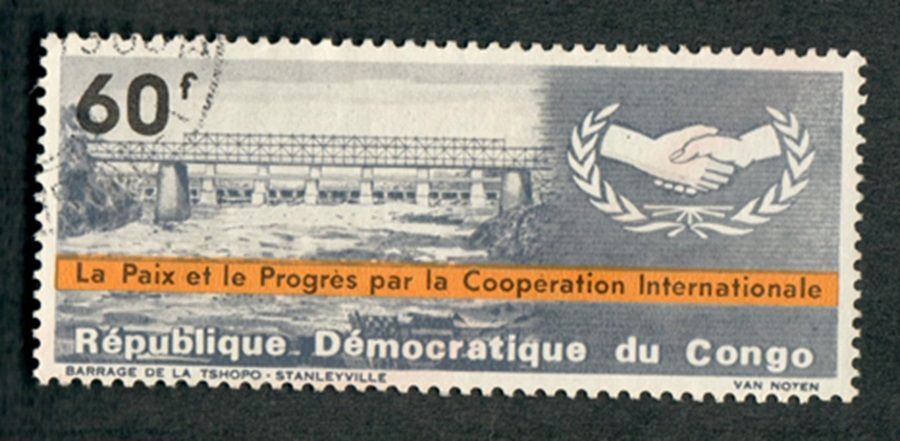 60f
La Paix et le Progrès par la Coopération Internationale
République Démocratique du Congo
BARRAGE DE LA TSHOPO - STANLEYVILLE
VAN NOTEN